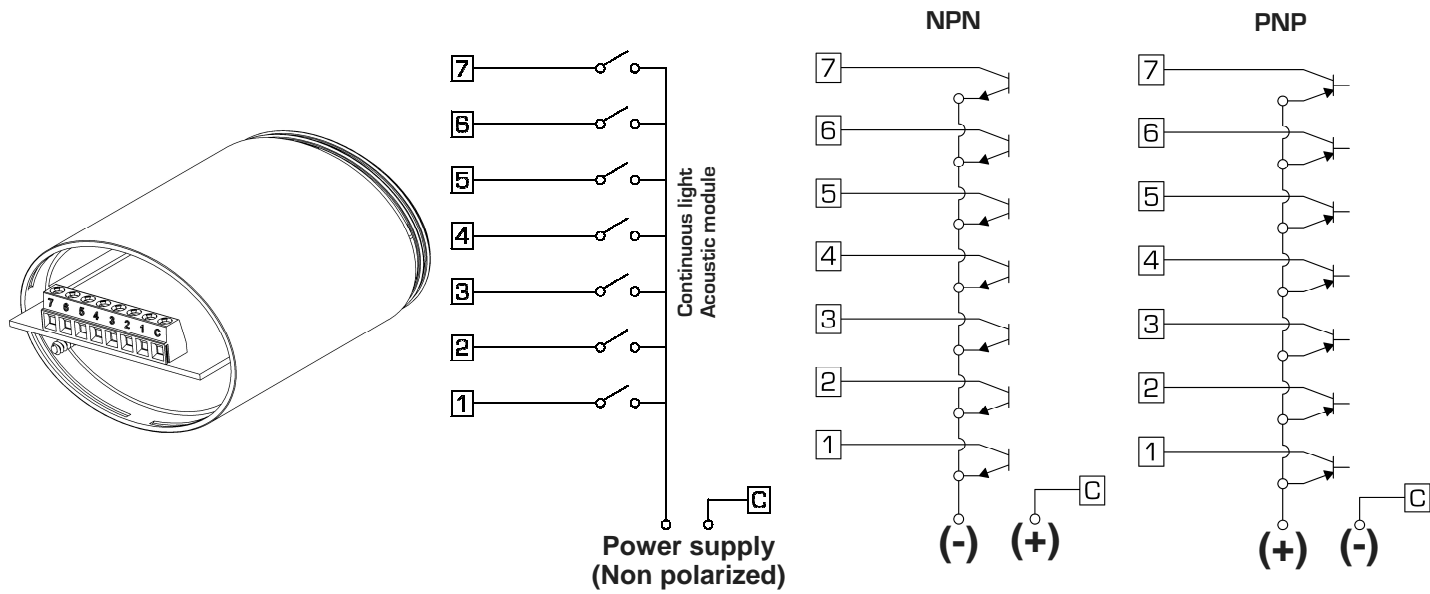 7 6 5 4 3 2 1 C
7
6
5
4
3
2
1
C
Continuous light
Acoustic module
Power supply
(Non polarized)
NPN
7
6
5
4
3
2
1
C
(-) (+)
PNP
7
6
5
4
3
2
1
C
(+) (-)